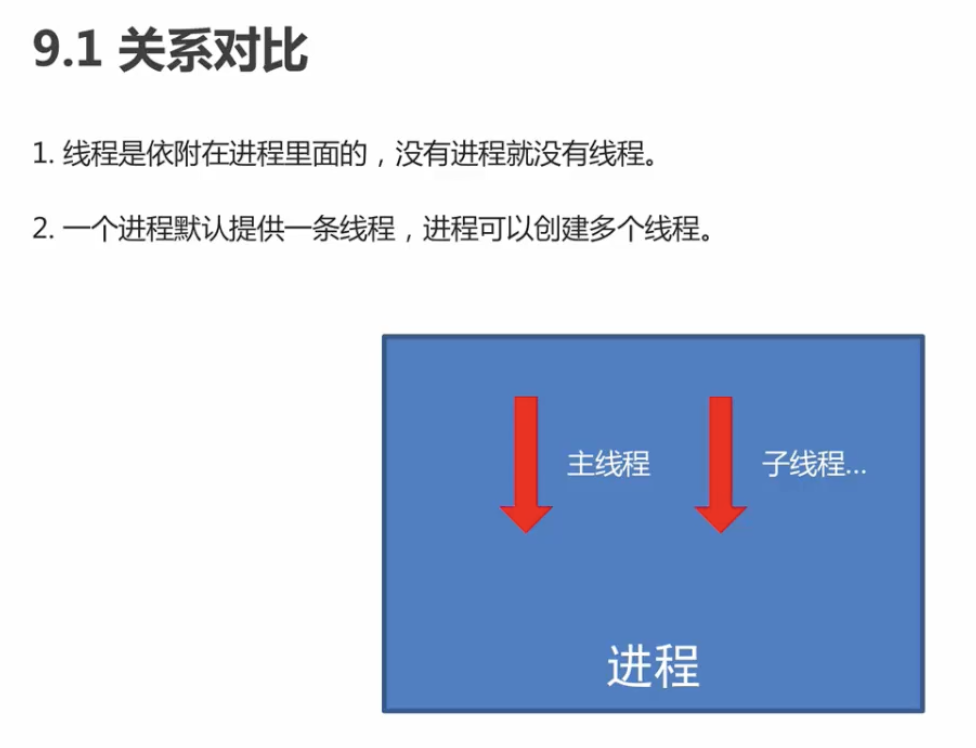 9.1 关系对比
1. 线程是依附在进程里面的，没有进程就没有线程。
2. 一个进程默认提供一条线程，进程可以创建多个线程。
主线程
子线程...
进程